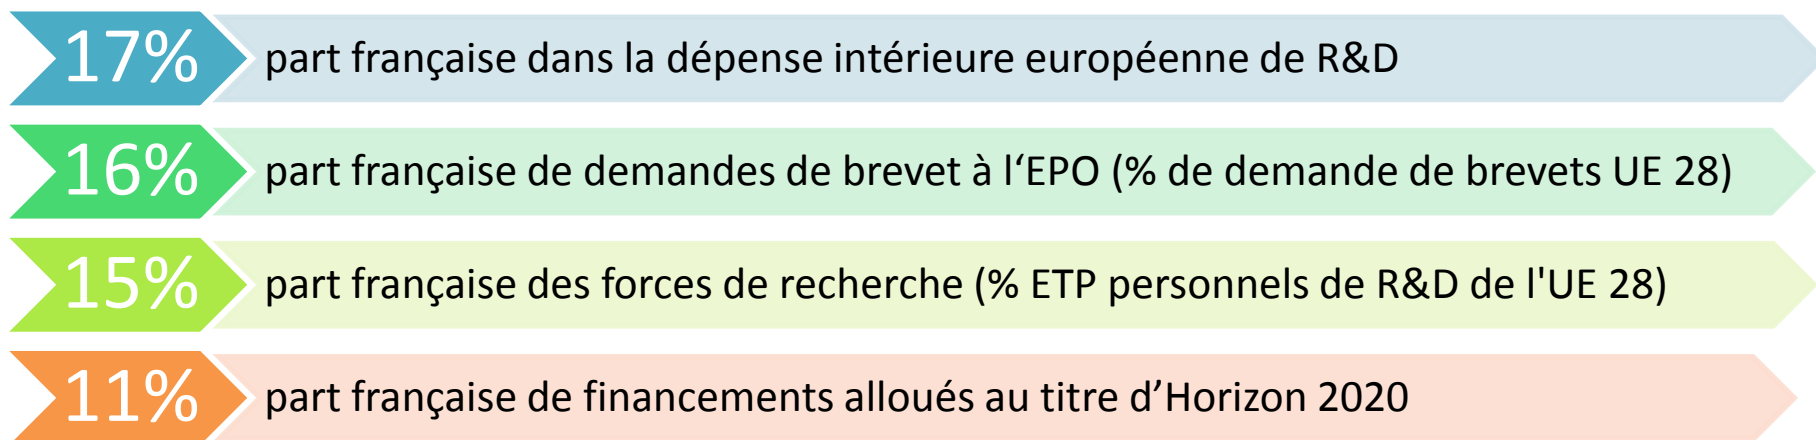 17% part française dans la dépense intérieure européenne de R&D
16% part française de demandes de brevet à l‘EPO (% de demande de brevets UE 28)
15% part française des forces de recherche (% ETP personnels de R&D de l'UE 28)
11% part française de financements alloués au titre d’Horizon 2020